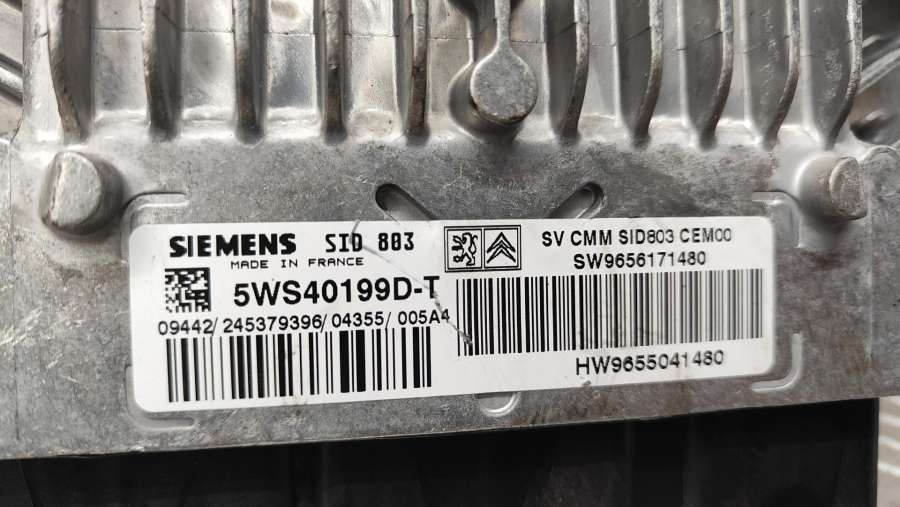 SIEMENS SID 803
MADE IN FRANCE
5WS40199D-T
09442/245379396/04355/005A4
SV CMM SID803 CEM00
SW9656171480
HW9655041480